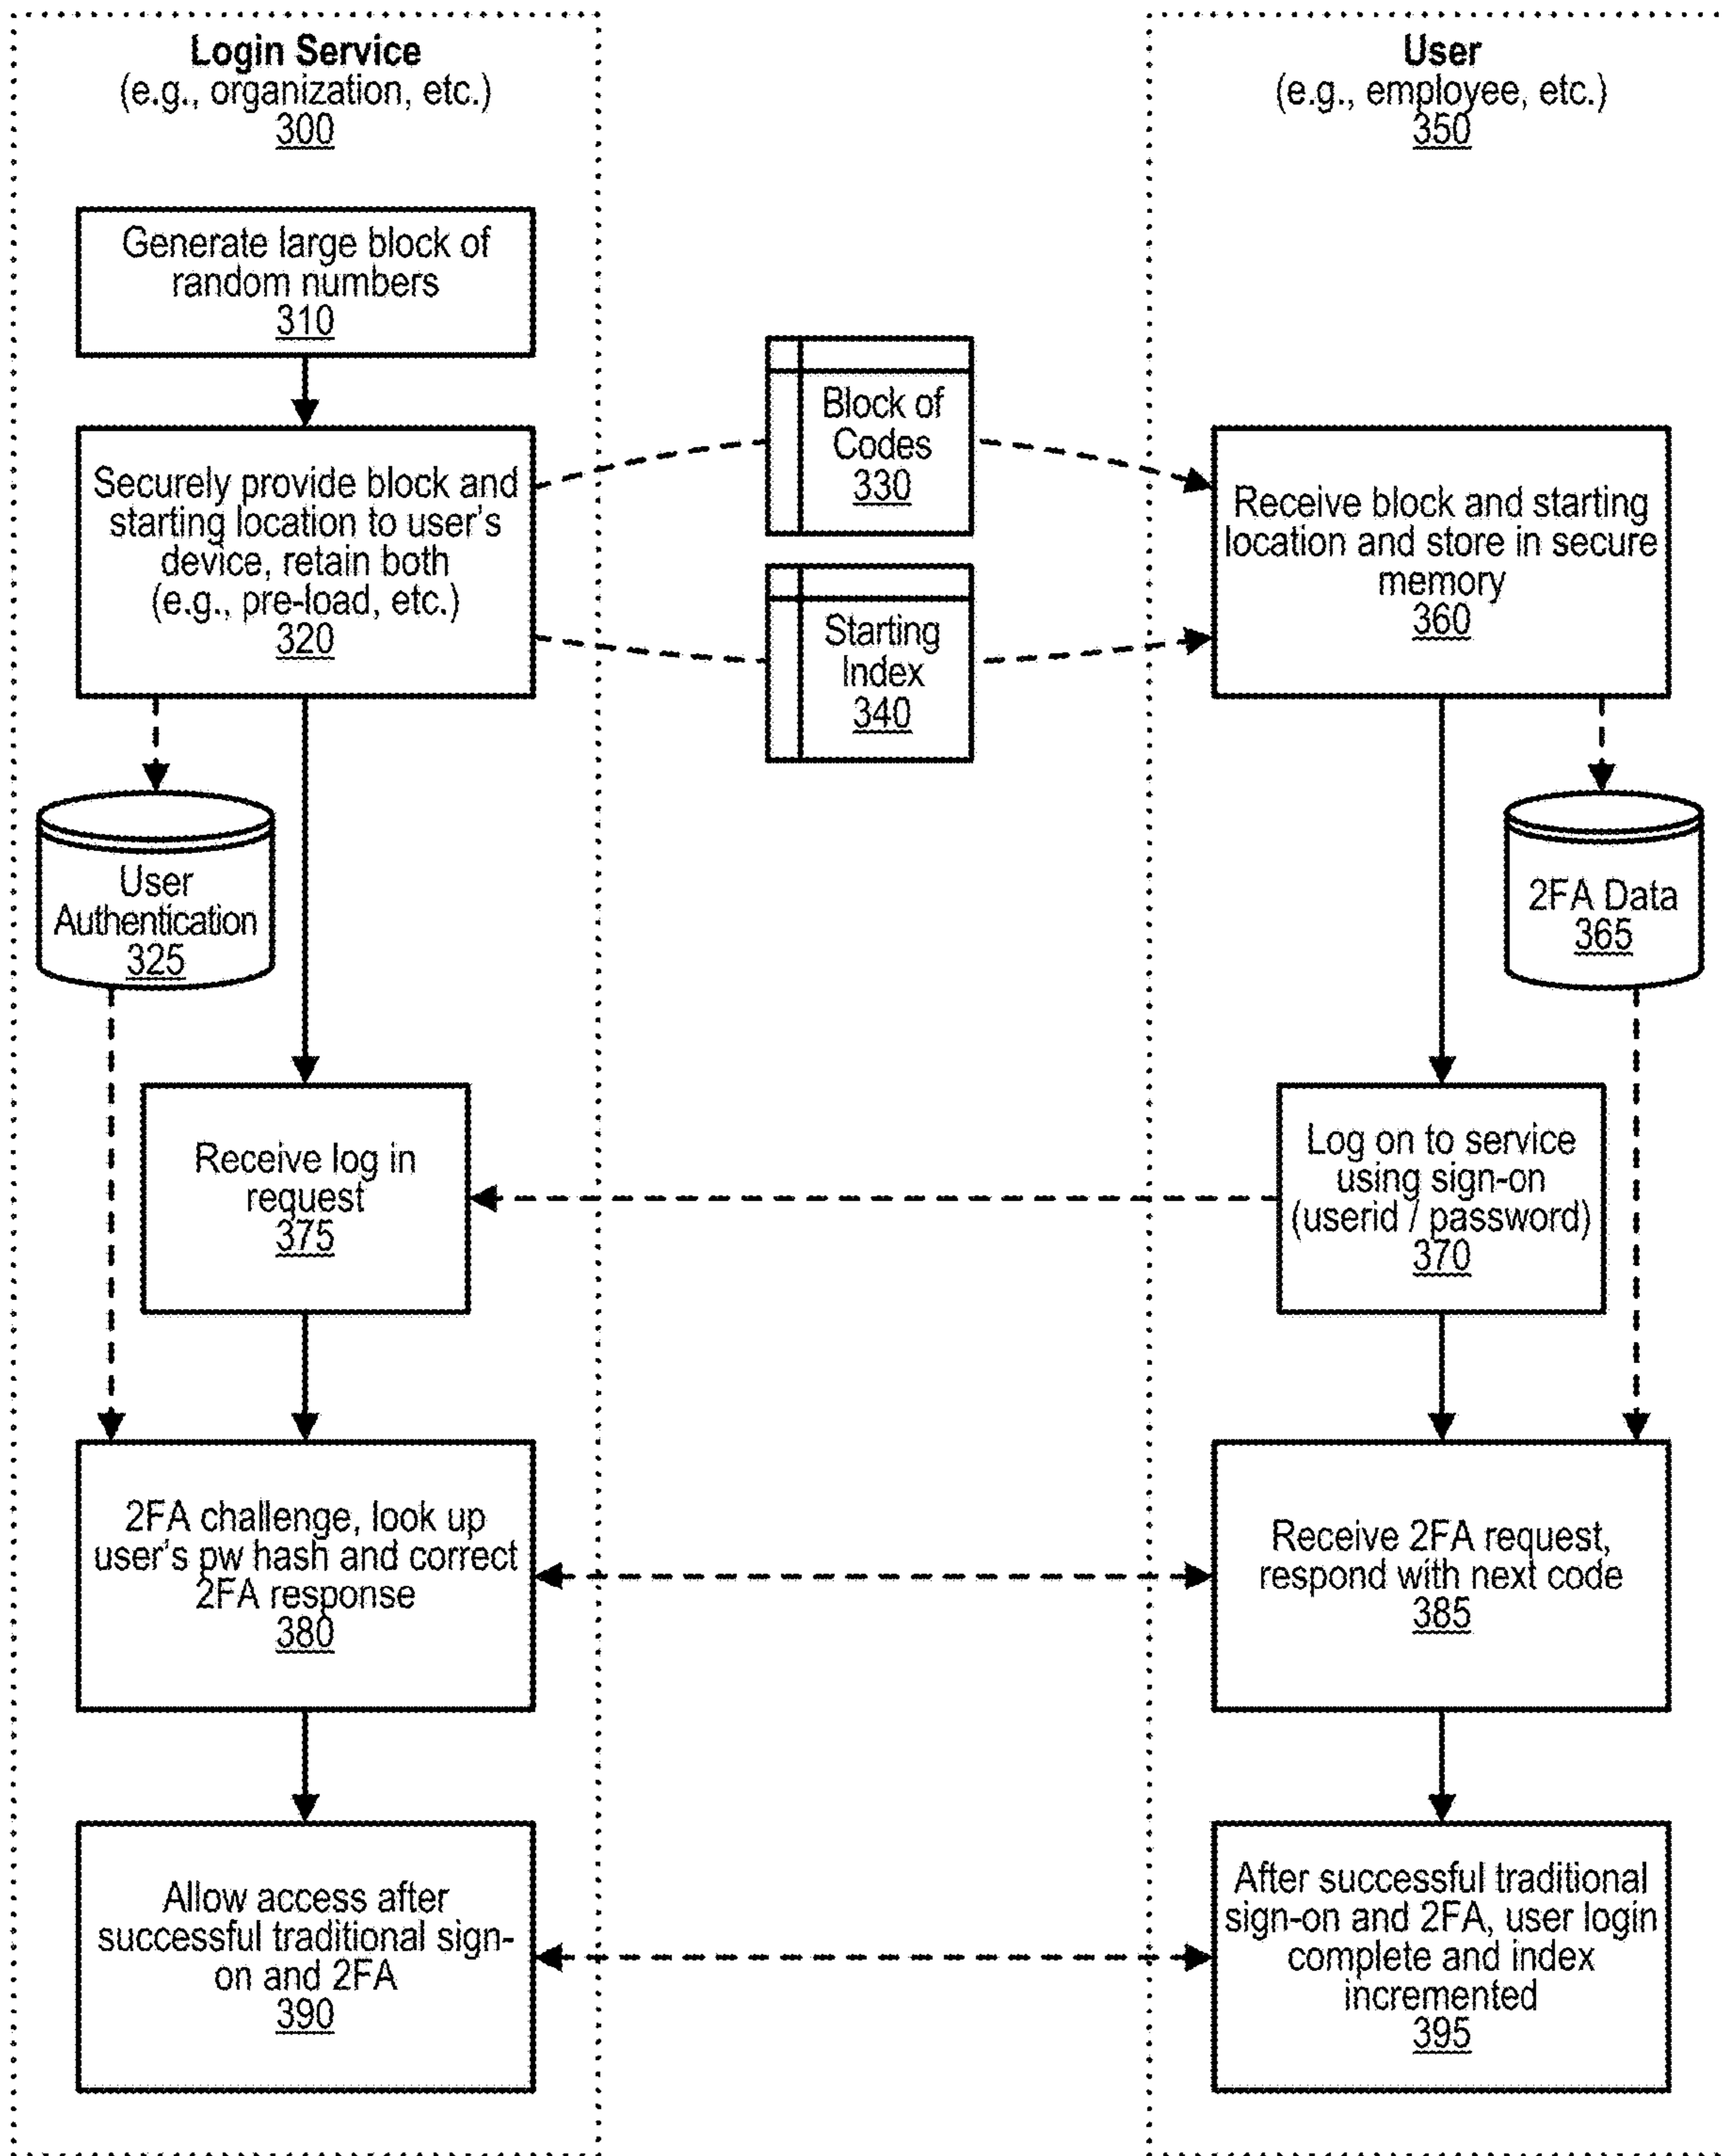 Login Service
(e.g., organization, etc.)
300
User
(e.g., employee, etc.)
350
Generate large block of
random numbers
310
Securely provide block and
starting location to user's
device, retain both
(e.g., pre-load, etc.)
320
Block of
Codes
330
Starting
Index
340
Receive block and starting
location and store in secure
memory
360
User
Authentication
325
2FA Data
365
Receive log in
request
375
Log on to service
using sign-on
(userid / password)
370
2FA challenge, look up
user's pw hash and correct
2FA response
380
Receive 2FA request,
respond with next code
385
Allow access after
successful traditional sign-
on and 2FA
390
After successful traditional
sign-on and 2FA, user login
complete and index
incremented
395